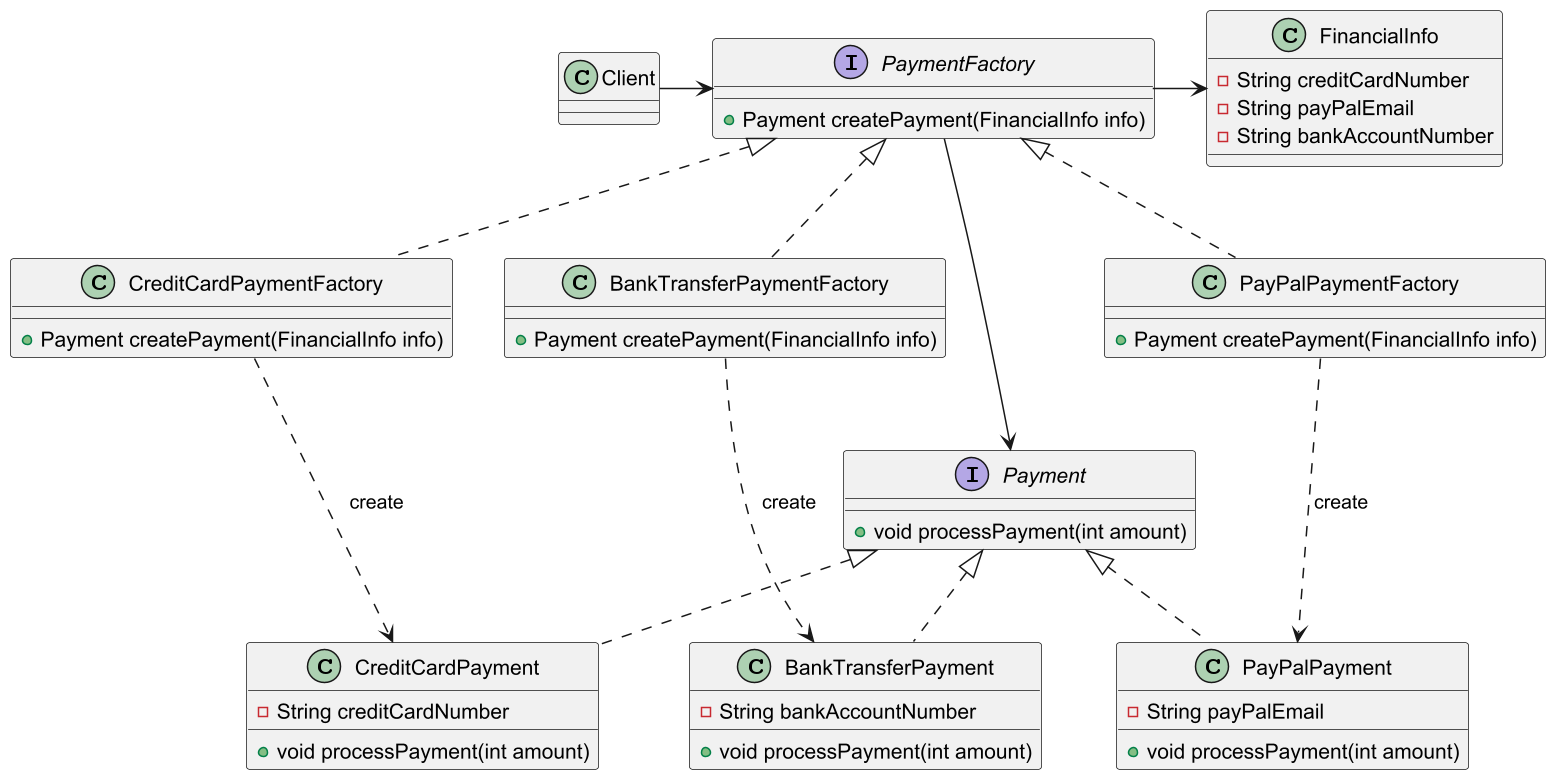 C Client
I PaymentFactory
Payment createPayment(FinancialInfo info)
C FinancialInfo
String creditCardNumber
String payPalEmail
String bankAccountNumber
C CreditCardPaymentFactory
Payment createPayment(FinancialInfo info)
C BankTransferPaymentFactory
Payment createPayment(FinancialInfo info)
C PayPalPaymentFactory
Payment createPayment(FinancialInfo info)
create
create
create
I Payment
void processPayment(int amount)
C CreditCardPayment
String creditCardNumber
void processPayment(int amount)
C BankTransferPayment
String bankAccountNumber
void processPayment(int amount)
C PayPalPayment
String payPalEmail
void processPayment(int amount)